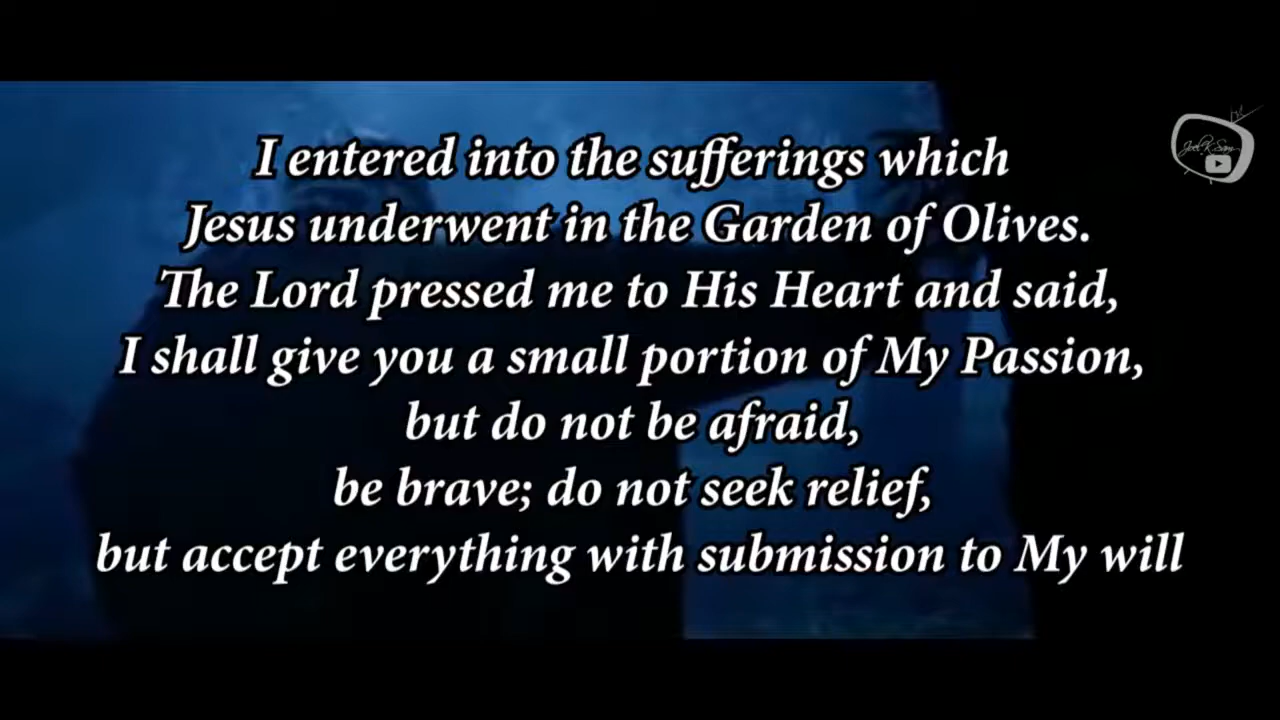 I entered into the sufferings which
Jesus underwent in the Garden of Olives.
The Lord pressed me to His Heart and said,
I shall give you a small portion of My Passion,
but do not be afraid,
be brave; do not seek relief,
but accept everything with submission to My will
Joel K Sam